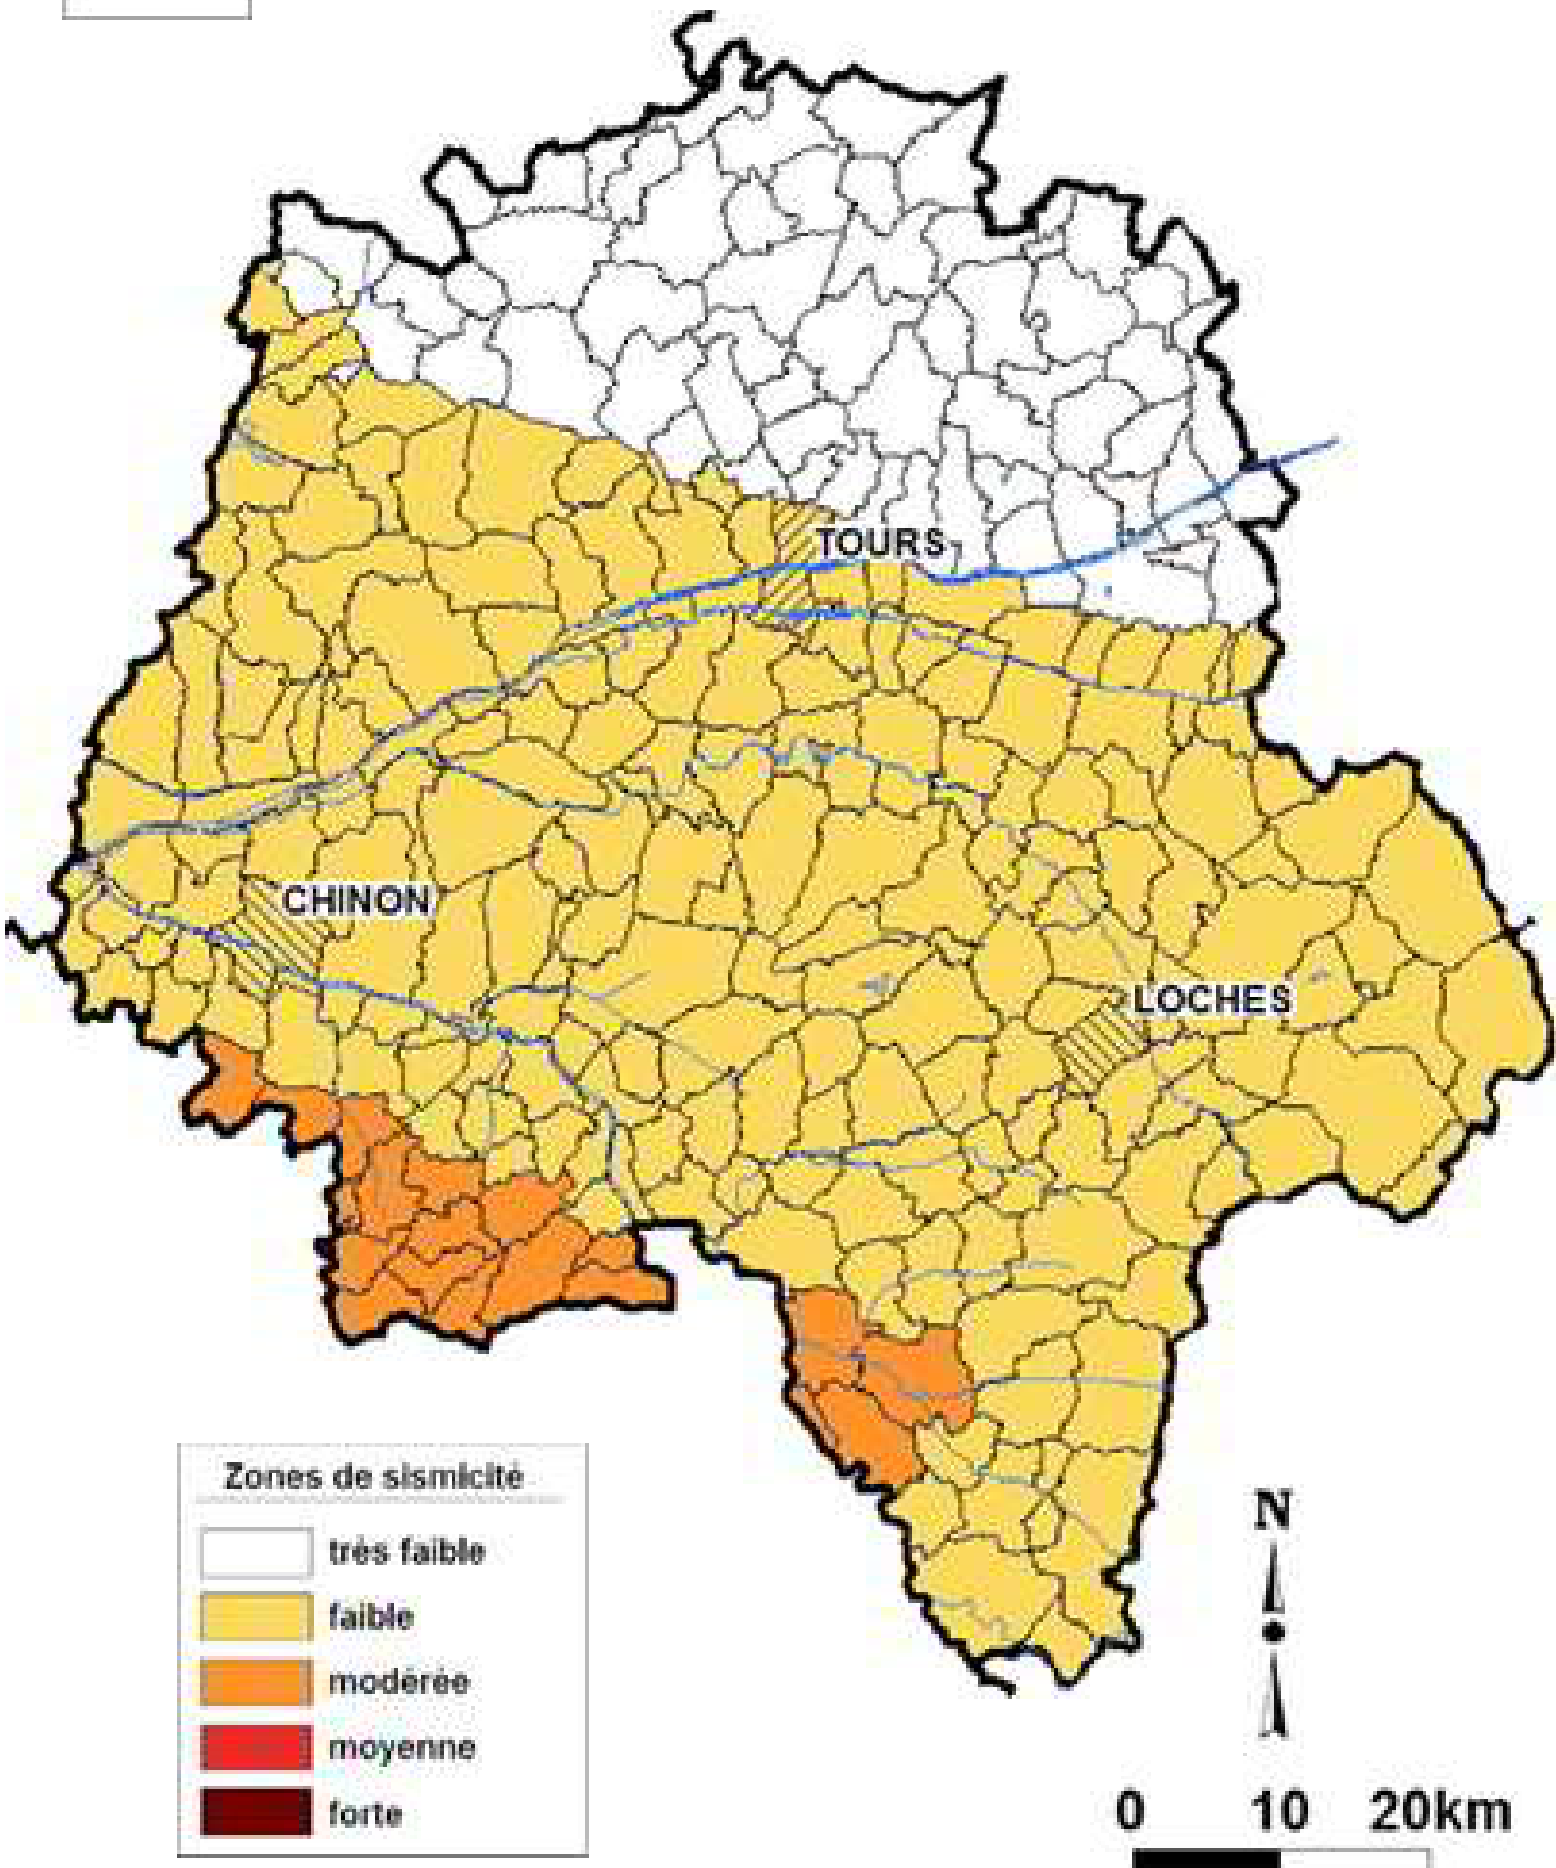 TOURS
CHINON
LOCHES
Zones de sismicité
très faible
faible
modérée
moyenne
forte
N
0 10 20km